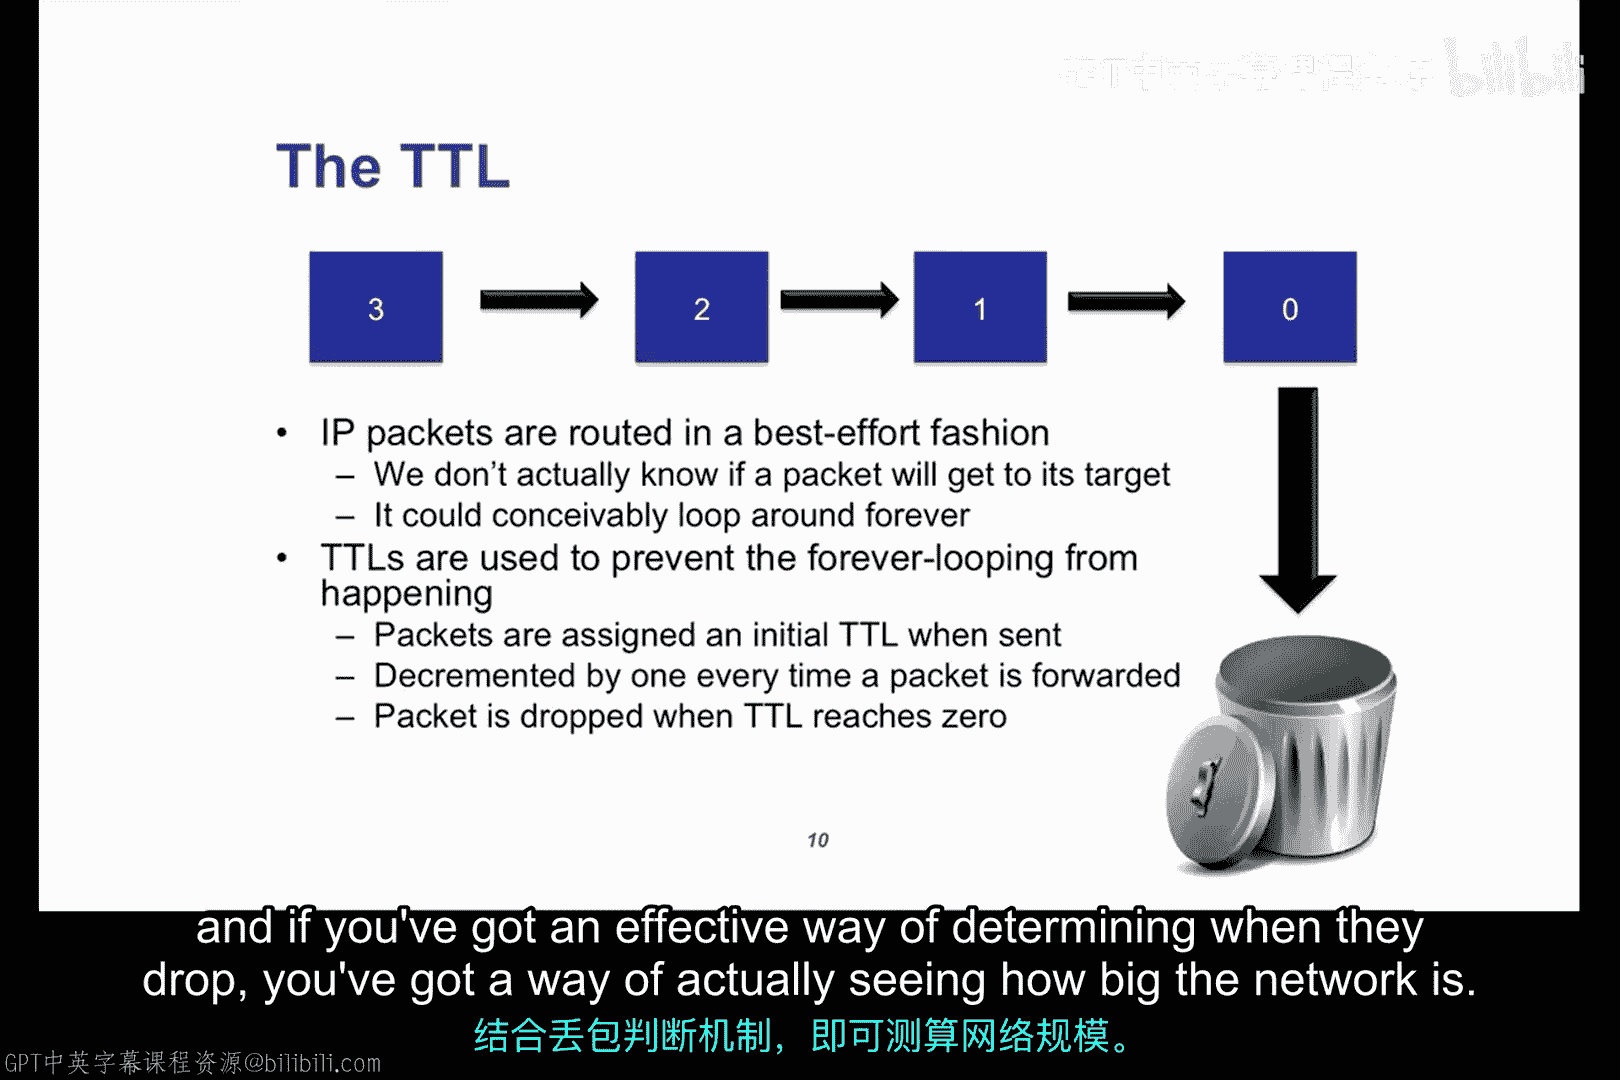 bilibili
The TTL
3
2
1
0
• IP packets are routed in a best-effort fashion
– We don't actually know if a packet will get to its target
– It could conceivably loop around forever
• TTLs are used to prevent the forever-looping from
happening
– Packets are assigned an initial TTL when sent
– Decremented by one every time a packet is forwarded
– Packet is dropped when TTL reaches zero
10
and if you've got an effective way of determining when they
drop, you've got a way of actually seeing how big the network is.
结合丢包判断机制，即可测算网络规模。
GPT中英字幕课程资源@bilibili.com